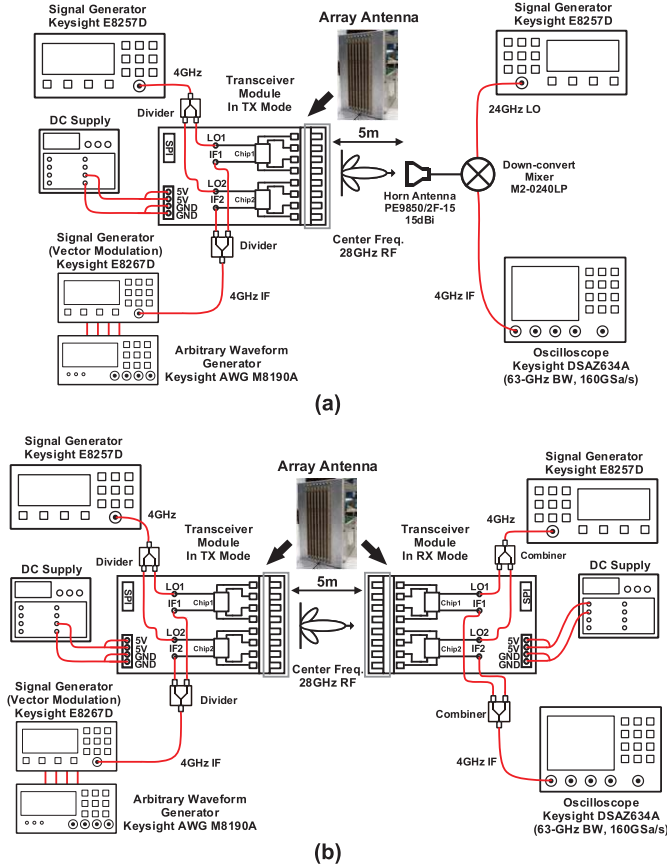 Signal Generator
Keysight E8257D
4GHz
Divider
Transceiver
Module
In TX Mode
Array Antenna
DC Supply
SPI
LO1
IF1
Chip1
LO2
IF2
Chip2
5V
5V
GND
GND
5m
Horn Antenna
PE9850/2F-15
15dBi
Center Freq.
28GHz RF
Signal Generator
Keysight E8257D
24GHz LO
Down-convert
Mixer
M2-0240LP
Signal Generator
(Vector Modulation)
Keysight E8267D
Divider
4GHz IF
Arbitrary Waveform
Generator
Keysight AWG M8190A
4GHz IF
Oscilloscope
Keysight DSAZ634A
(63-GHz BW, 160GSa/s)
(a)
Signal Generator
Keysight E8257D
4GHz
Divider
Transceiver
Module
In TX Mode
Array Antenna
Transceiver
Module
In RX Mode
Signal Generator
Keysight E8257D
4GHz
Combiner
DC Supply
SPI
LO1
IF1
Chip1
LO2
IF2
Chip2
5V
5V
GND
GND
5m
Center Freq.
28GHz RF
LO1
IF1
Chip1
LO2
IF2
Chip2
SPI
5V
5V
GND
GND
DC Supply
Signal Generator
(Vector Modulation)
Keysight E8267D
Divider
4GHz IF
Arbitrary Waveform
Generator
Keysight AWG M8190A
Combiner
4GHz IF
Oscilloscope
Keysight DSAZ634A
(63-GHz BW, 160GSa/s)
(b)